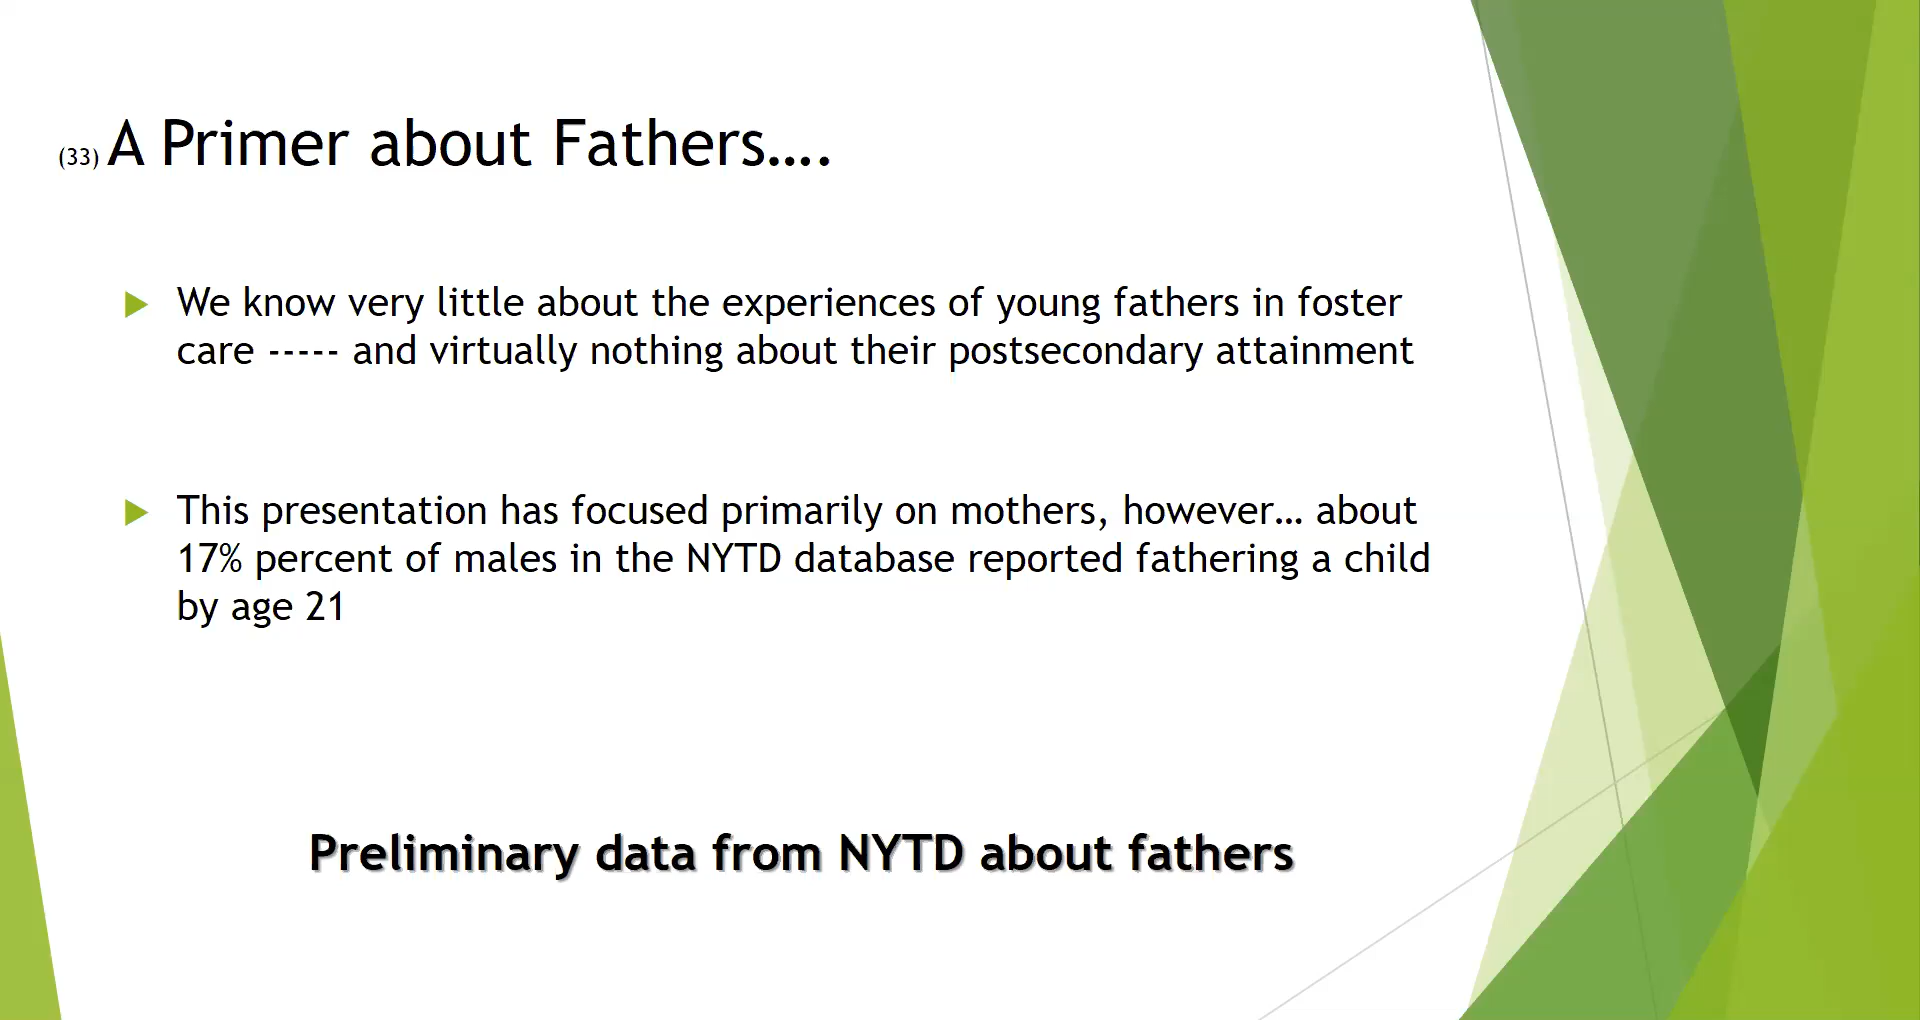 (33) A Primer about Fathers….
We know very little about the experiences of young fathers in foster
care ----- and virtually nothing about their postsecondary attainment
This presentation has focused primarily on mothers, however… about
17% percent of males in the NYTD database reported fathering a child
by age 21
Preliminary data from NYTD about fathers